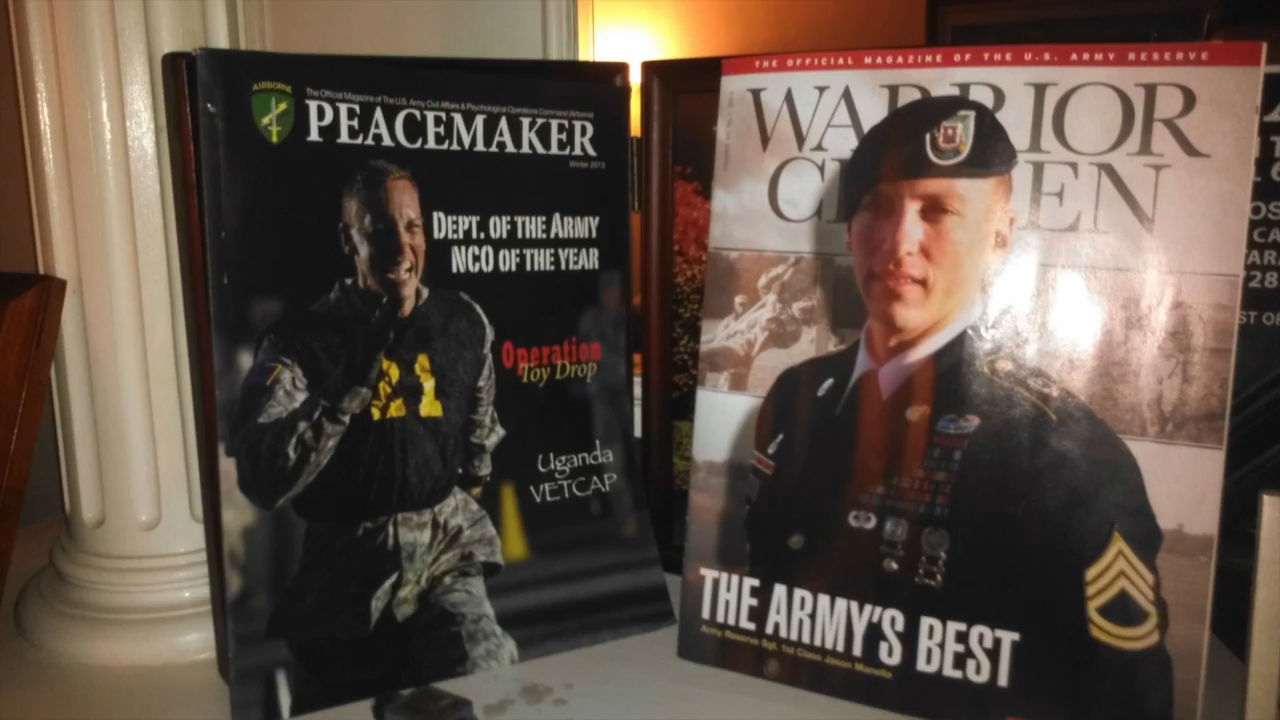 AIRBORNE
The Official Magazine of The U.S. Army Civil Affairs & Psychological Operations Command (Airborne)
PEACEMAKER
Winter 2013
DEPT. OF THE ARMY
NCO OF THE YEAR
Operation
Toy Drop
21
Uganda
VETCAP
THE OFFICIAL MAGAZINE OF THE U.S. ARMY RESERVE
WARRIOR
CITIZEN
THE ARMY'S BEST
Army Reserve Sgt. 1st Class Jason Manella